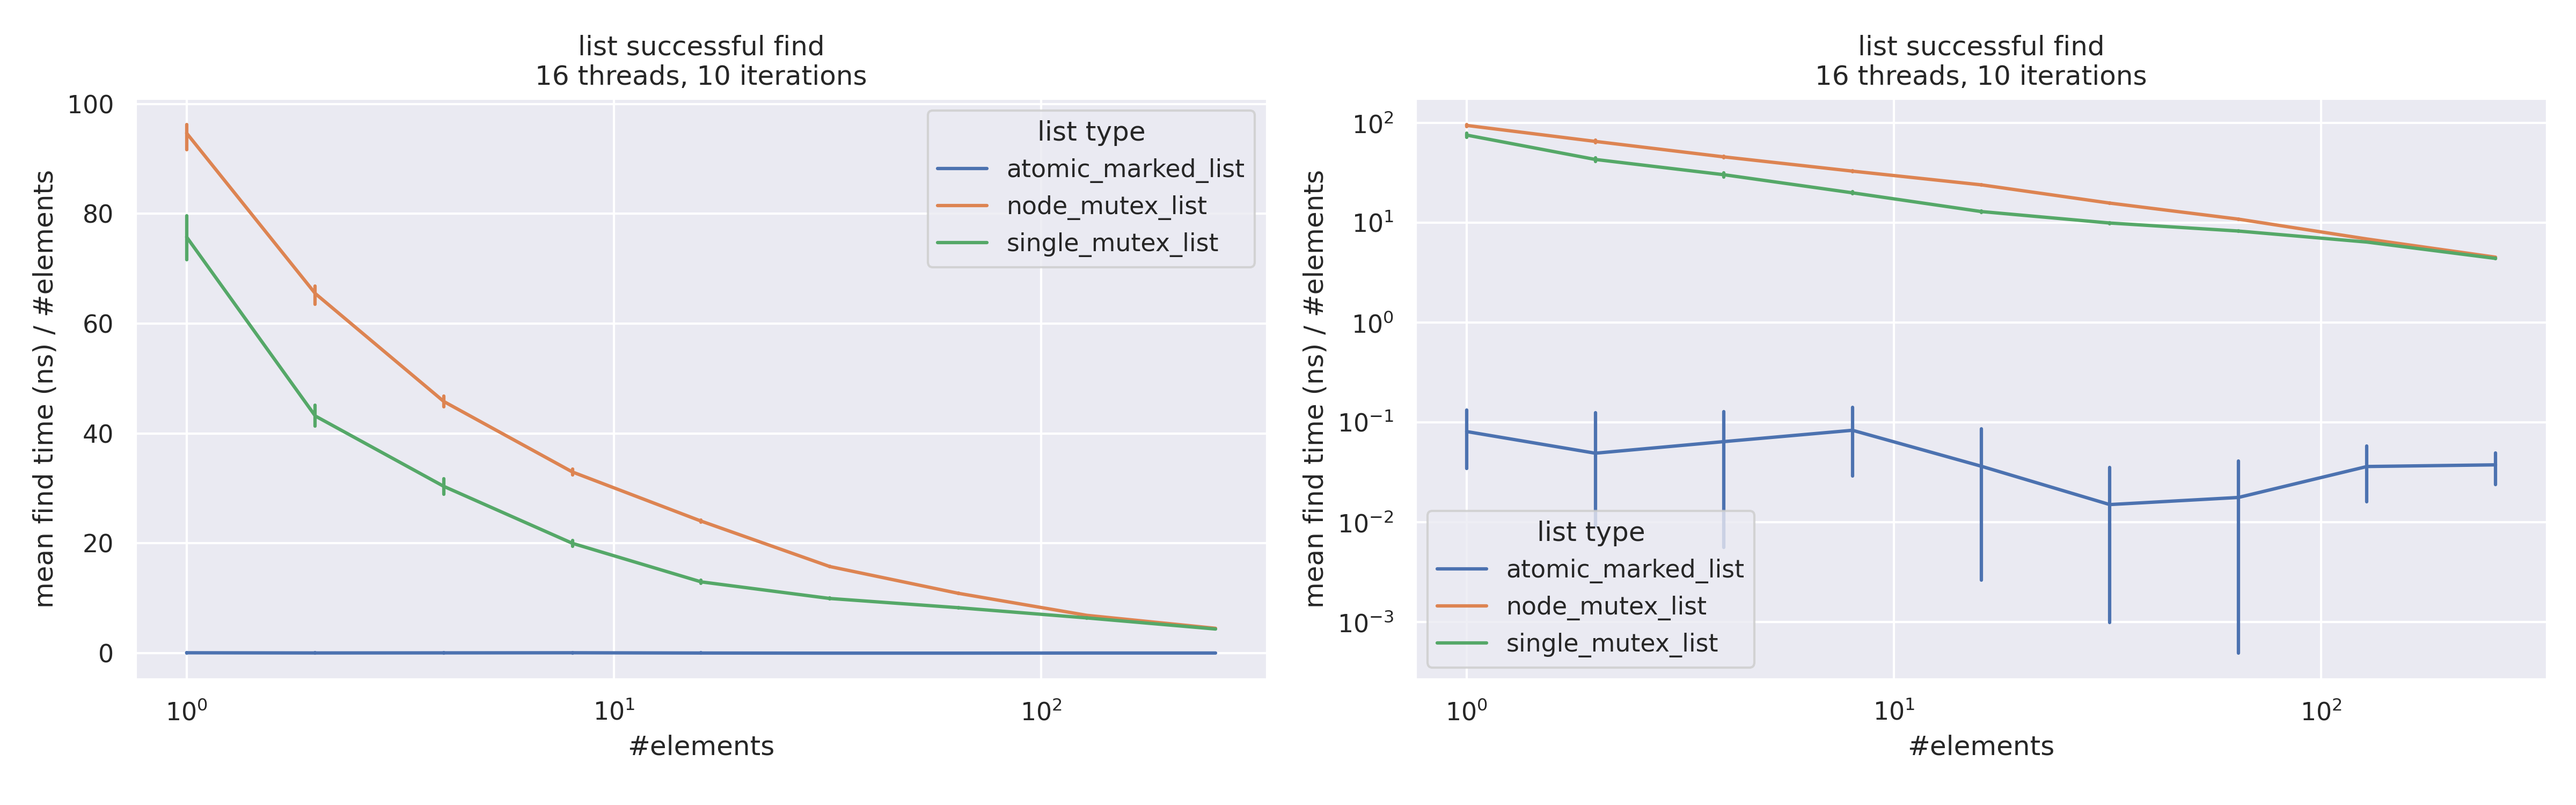 list successful find
16 threads, 10 iterations
mean find time (ns) / #elements
100
80
60
40
20
0
list type
atomic_marked_list
node_mutex_list
single_mutex_list
10⁰
10¹
10²
#elements
list successful find
16 threads, 10 iterations
mean find time (ns) / #elements
10²
10¹
10⁰
10⁻¹
10⁻²
10⁻³
list type
atomic_marked_list
node_mutex_list
single_mutex_list
10⁰
10¹
10²
#elements